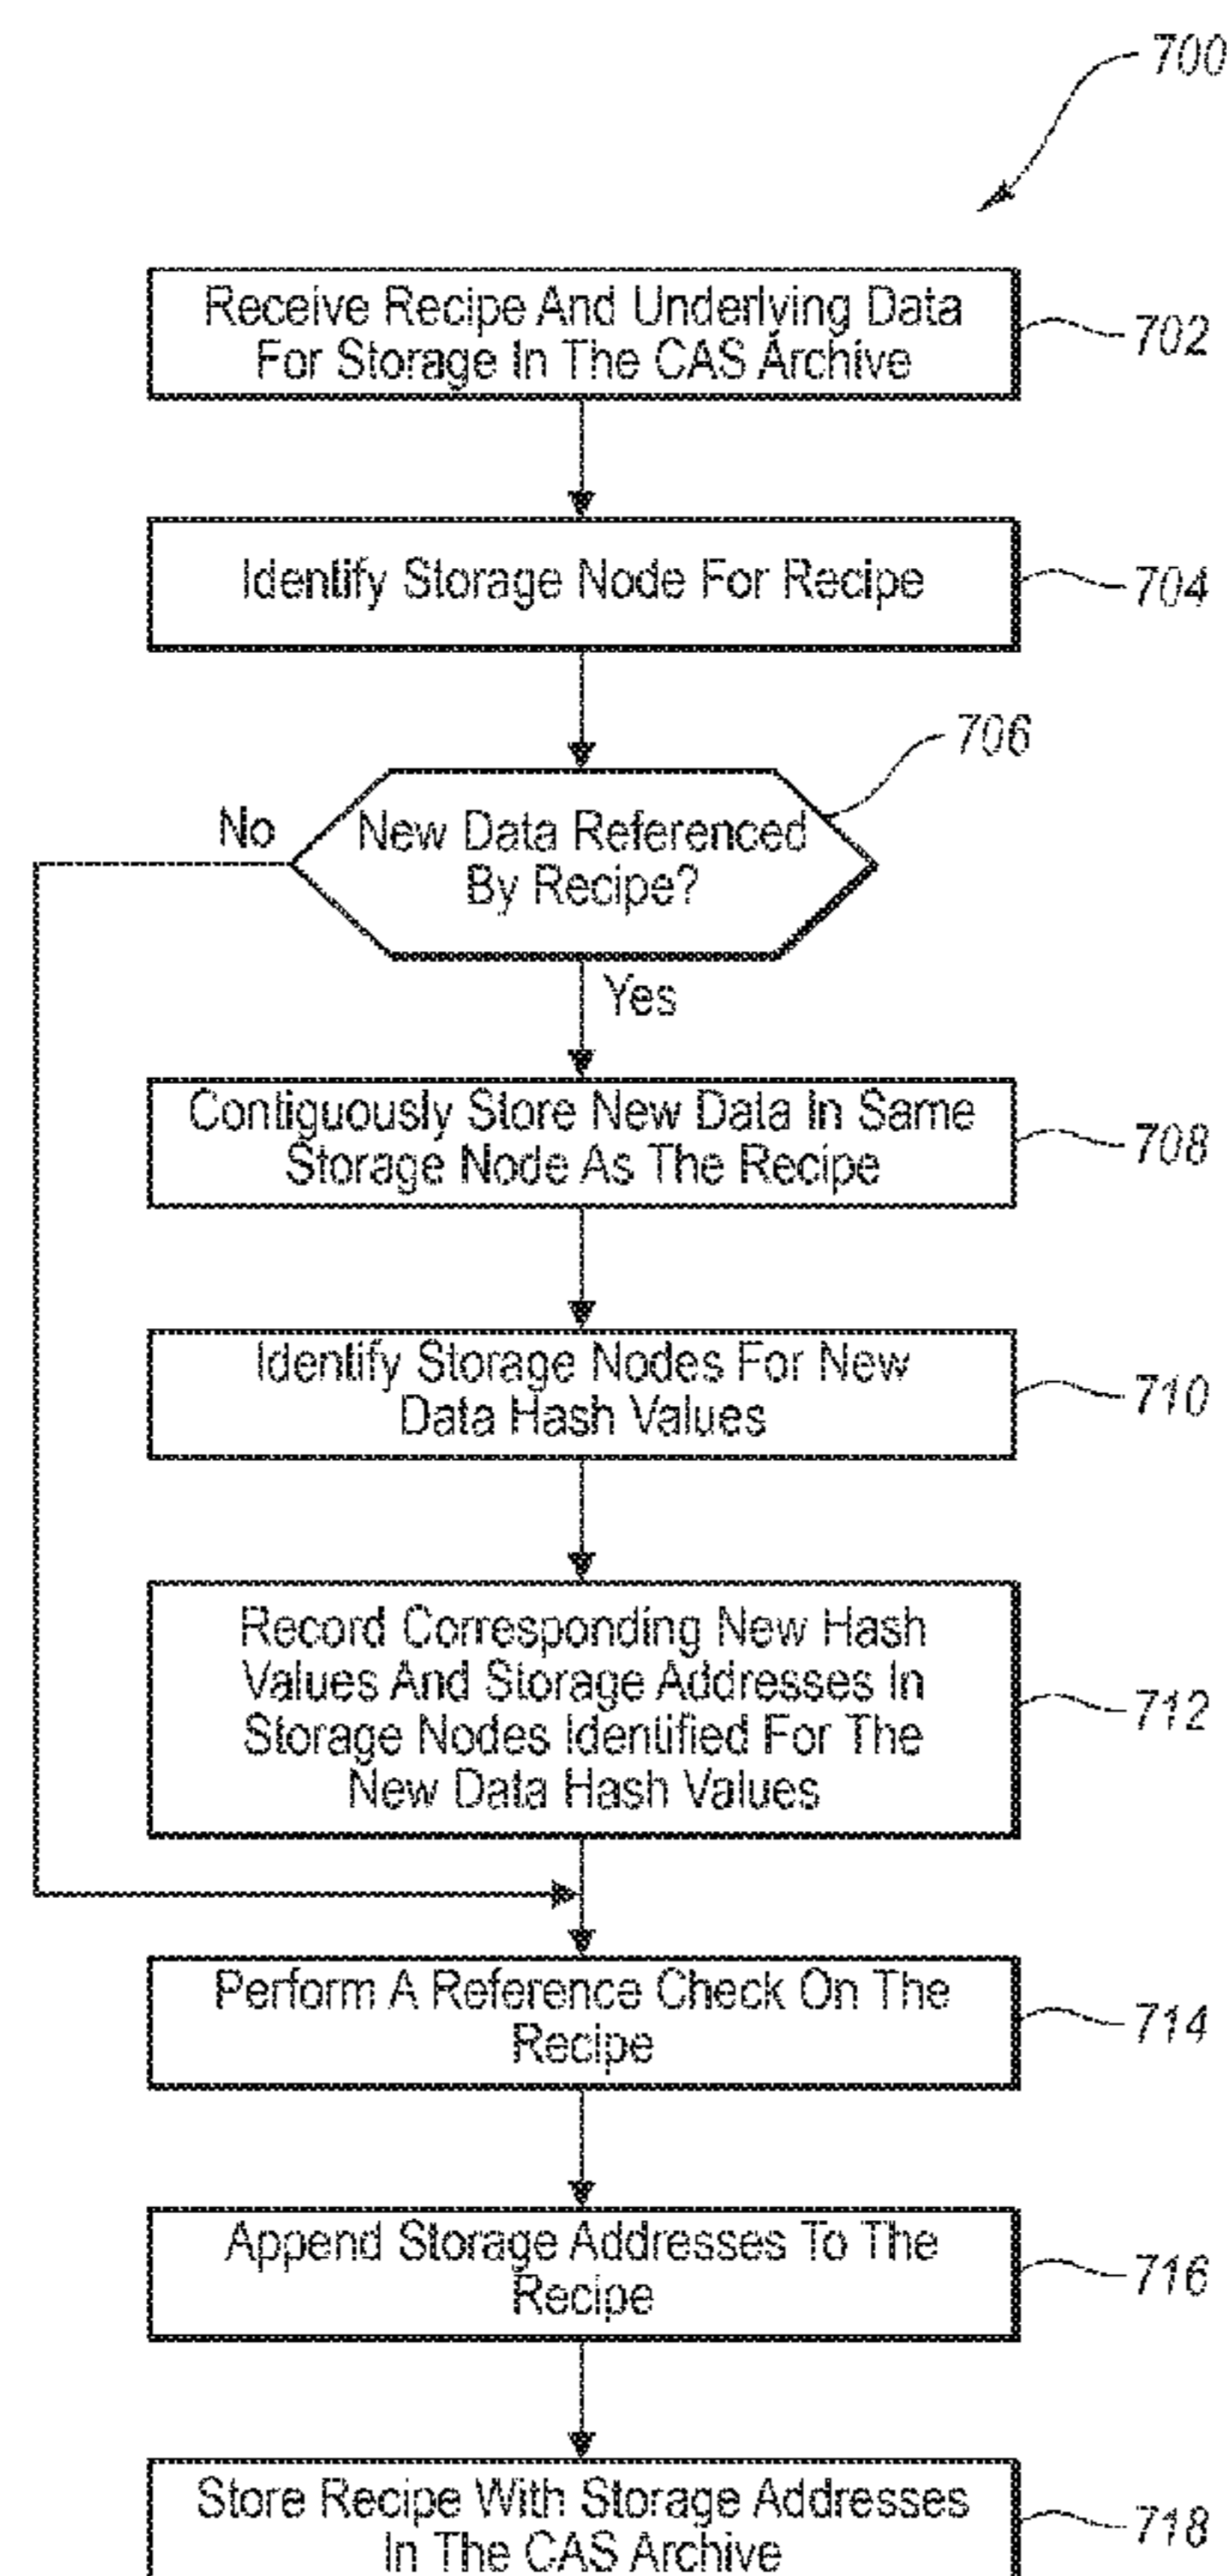 700
Receive Recipe And Underlying Data
For Storage In The CAS Archive
702
Identify Storage Node For Recipe
704
706
No
New Data Referenced
By Recipe?
Yes
Contiguously Store New Data In Same
Storage Node As The Recipe
708
Identify Storage Nodes For New
Data Hash Values
710
Record Corresponding New Hash
Values And Storage Addresses In
Storage Nodes Identified For The
New Data Hash Values
712
Perform A Reference Check On The
Recipe
714
Append Storage Addresses To The
Recipe
716
Store Recipe With Storage Addresses
In The CAS Archive
718